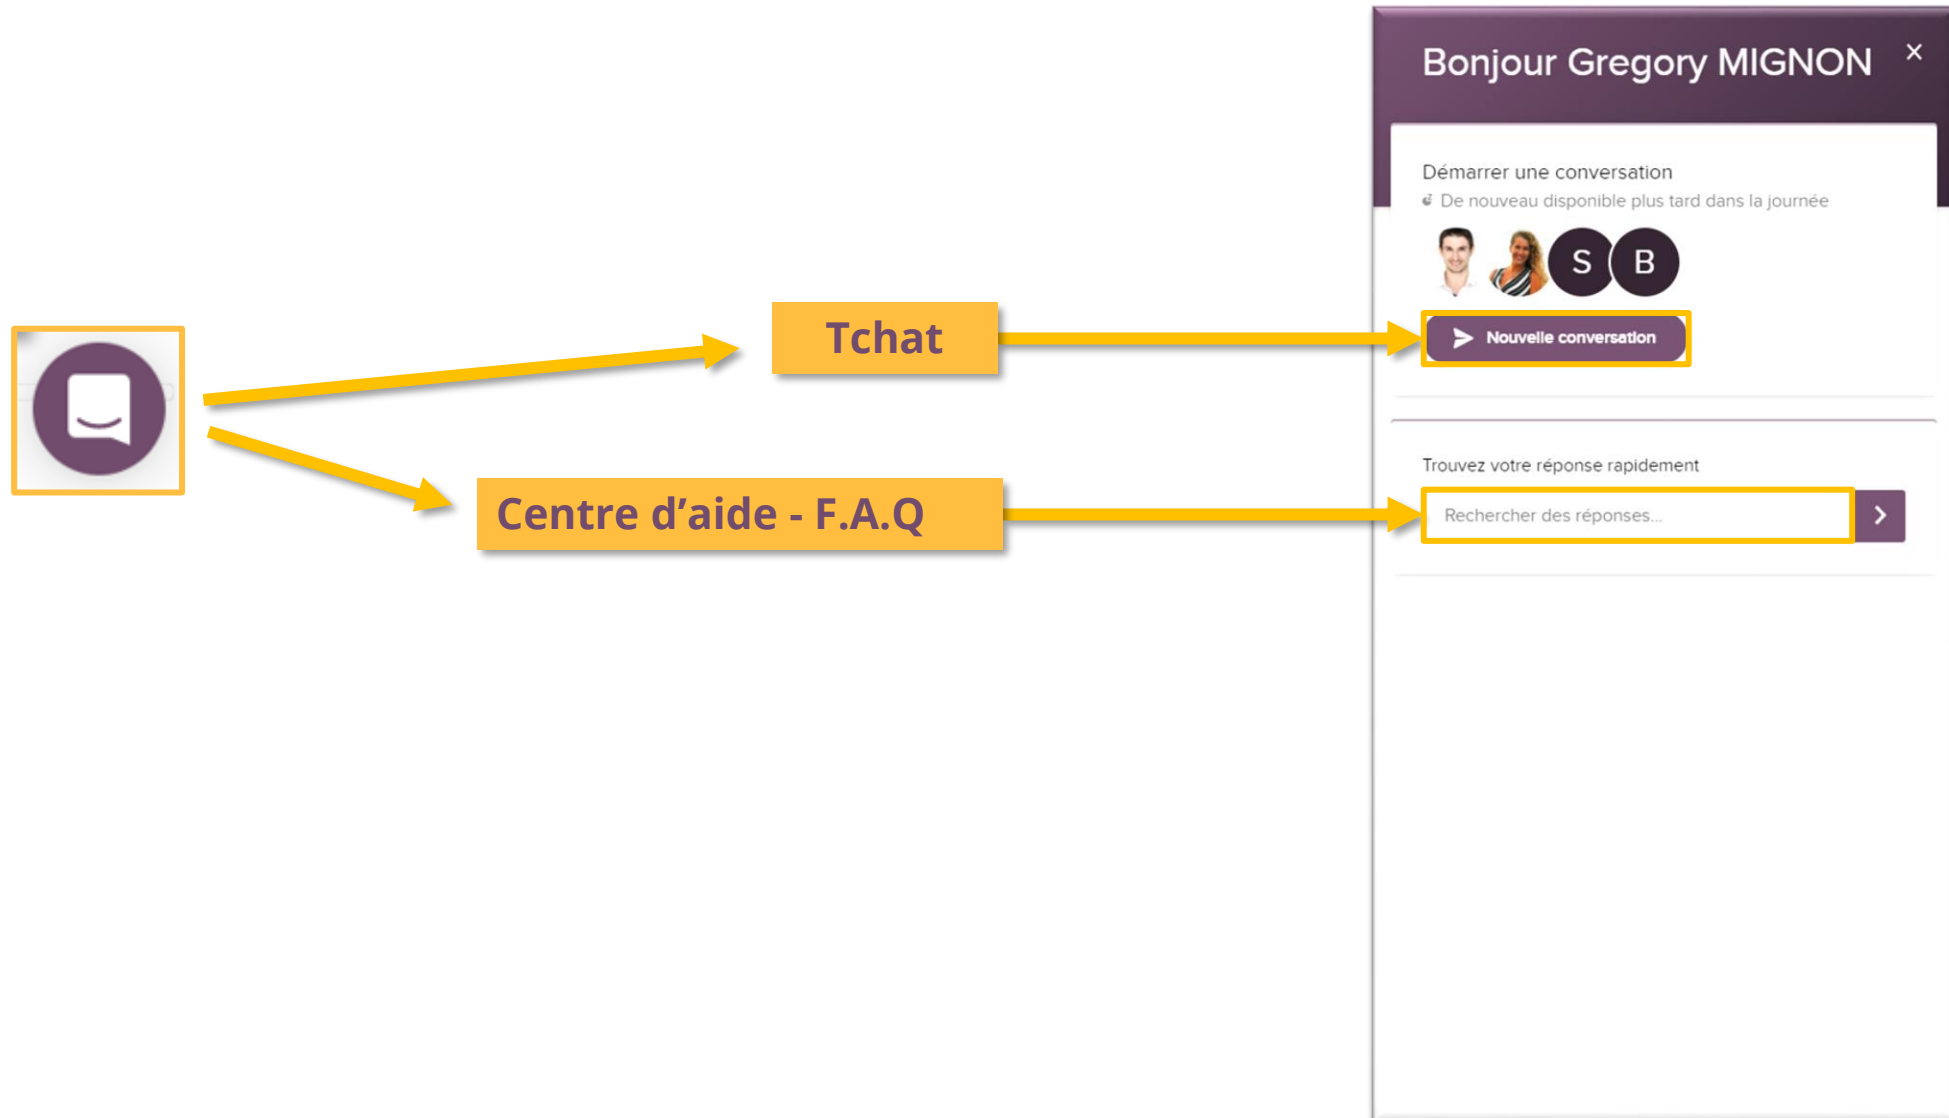 Bonjour Gregory MIGNON
Démarrer une conversation
De nouveau disponible plus tard dans la journée
S B
Tchat
Nouvelle conversation
Trouvez votre réponse rapidement
Centre d’aide - F.A.Q
Rechercher des réponses...